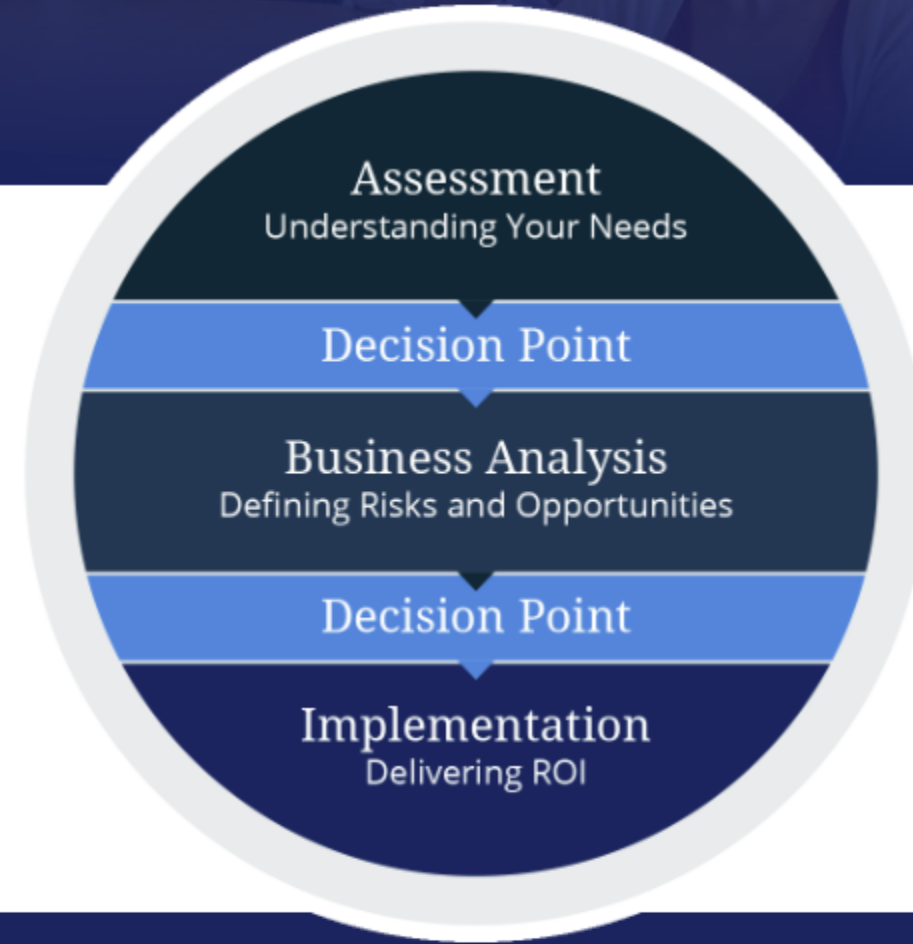 Assessment
Understanding Your Needs
Decision Point
Business Analysis
Defining Risks and Opportunities
Decision Point
Implementation
Delivering ROI